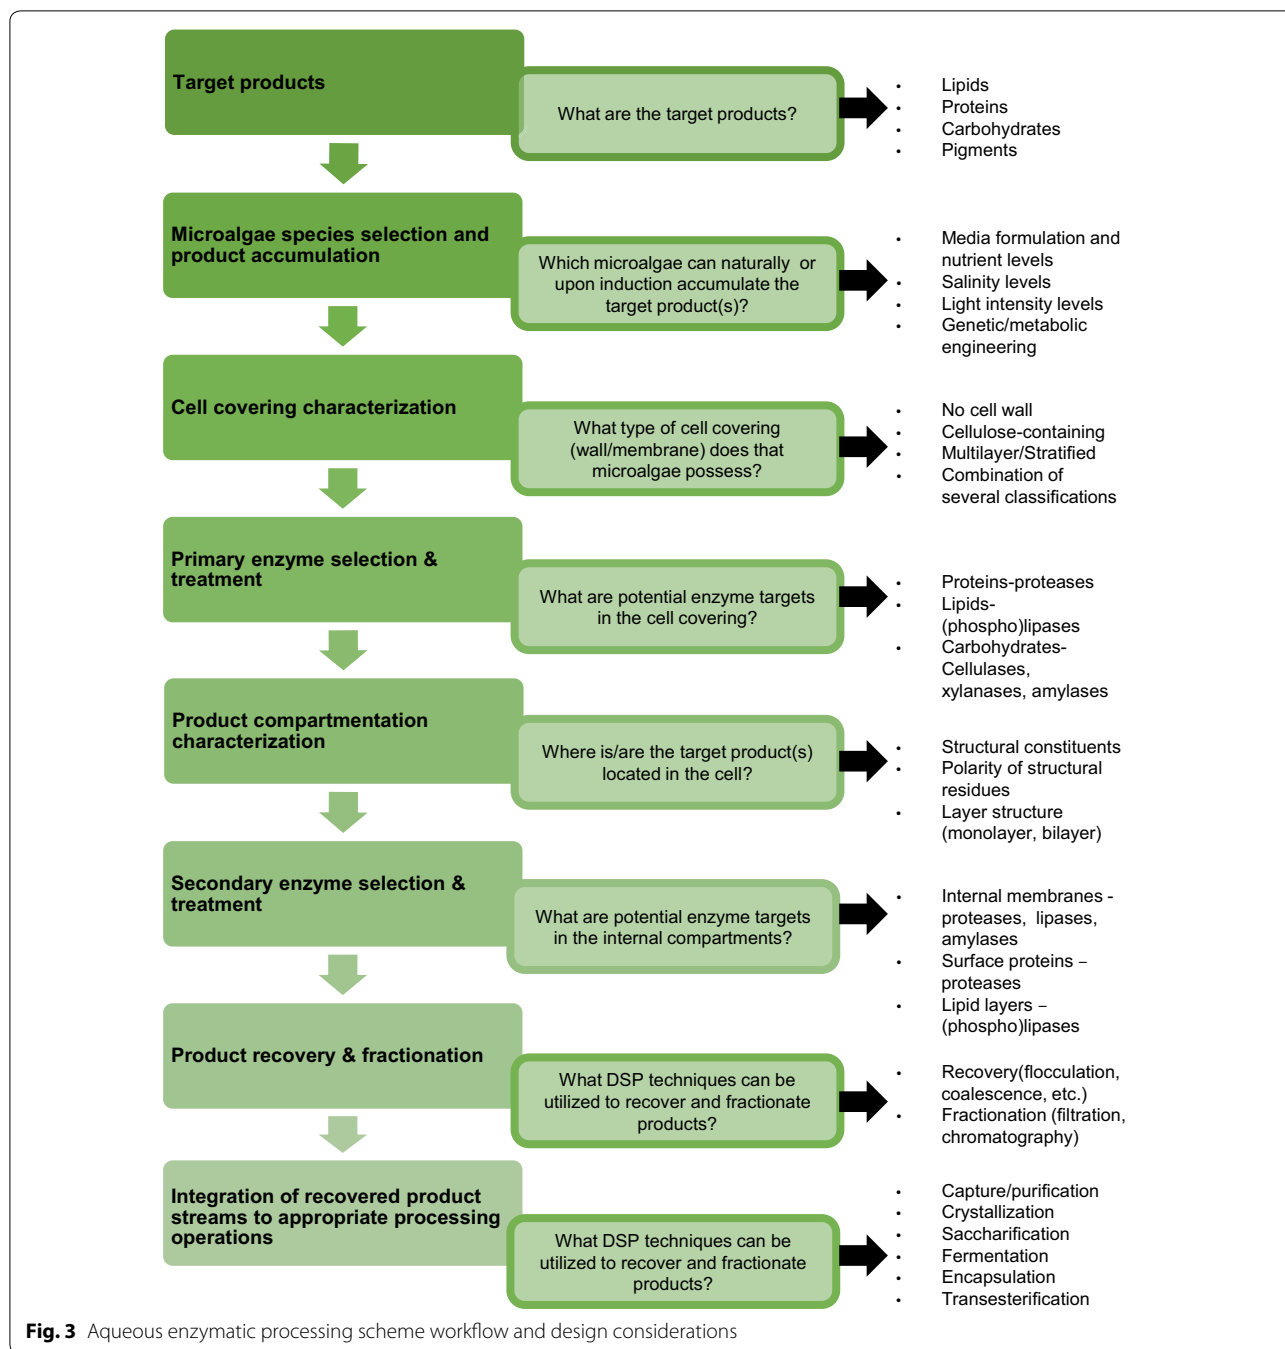 Target products
What are the target products?
• Lipids
• Proteins
• Carbohydrates
• Pigments
Microalgae species selection and
product accumulation
Which microalgae can naturally or
upon induction accumulate the
target product(s)?
• Media formulation and
nutrient levels
• Salinity levels
• Light intensity levels
• Genetic/metabolic
engineering
Cell covering characterization
What type of cell covering
(wall/membrane) does that
microalgae possess?
• No cell wall
• Cellulose-containing
• Multilayer/Stratified
• Combination of
several classifications
Primary enzyme selection &
treatment
What are potential enzyme targets
in the cell covering?
• Proteins-proteases
• Lipids-
(phospho)lipases
• Carbohydrates-
Cellulases,
xylanases, amylases
Product compartmentation
characterization
Where is/are the target product(s)
located in the cell?
• Structural constituents
• Polarity of structural
residues
• Layer structure
(monolayer, bilayer)
Secondary enzyme selection &
treatment
What are potential enzyme targets
in the internal compartments?
• Internal membranes -
proteases, lipases,
amylases
• Surface proteins –
proteases
• Lipid layers –
(phospho)lipases
Product recovery & fractionation
What DSP techniques can be
utilized to recover and fractionate
products?
• Recovery(flocculation,
coalescence, etc.)
• Fractionation (filtration,
chromatography)
Integration of recovered product
streams to appropriate processing
operations
What DSP techniques can be
utilized to recover and fractionate
products?
• Capture/purification
• Crystallization
• Saccharification
• Fermentation
• Encapsulation
• Transesterification
Fig. 3 Aqueous enzymatic processing scheme workflow and design considerations